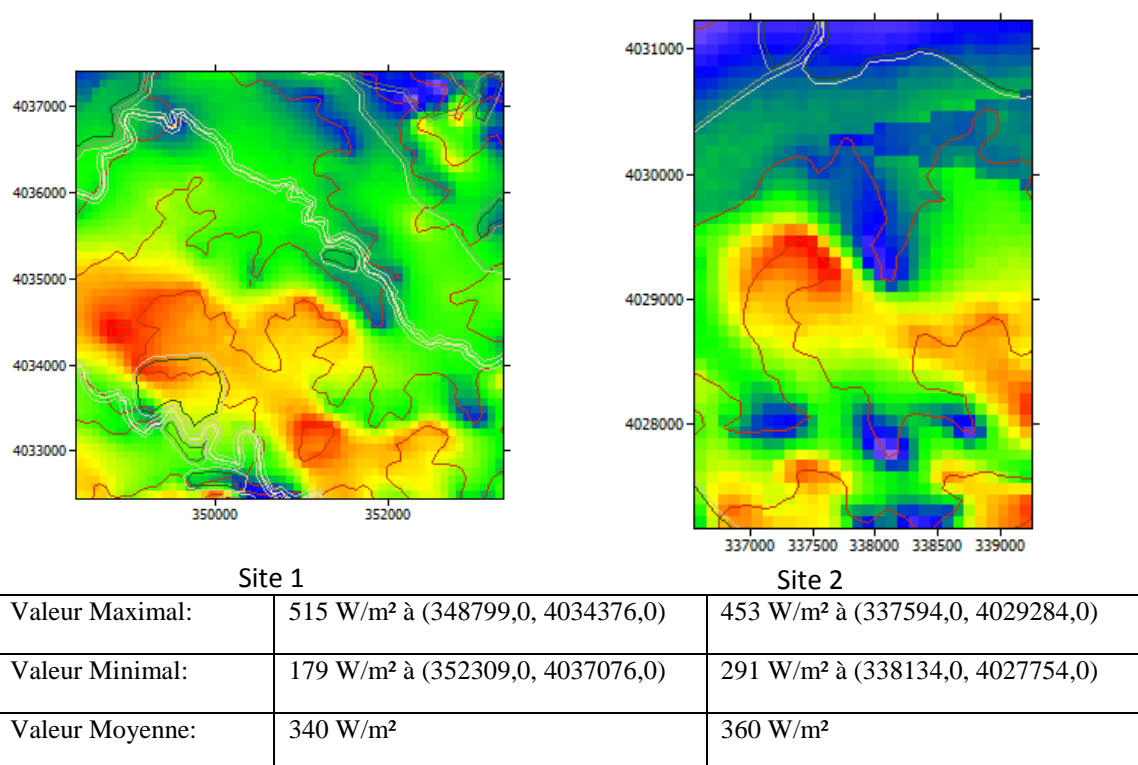 4037000
4036000
4035000
4034000
4033000
350000 352000
4031000
4030000
4029000
4028000
337000 337500 338000 338500 339000
Site 1 Site 2
Valeur Maximal: 515 W/m² à (348799,0, 4034376,0) 453 W/m² à (337594,0, 4029284,0)
Valeur Minimal: 179 W/m² à (352309,0, 4037076,0) 291 W/m² à (338134,0, 4027754,0)
Valeur Moyenne: 340 W/m² 360 W/m²